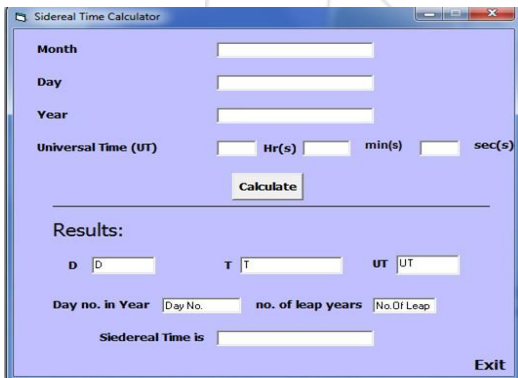 Sidereal Time Calculator
Month
Day
Year
Universal Time (UT) Hr(s) min(s) sec(s)
Calculate
Results:
D D T T UT UT
Day no. in Year Day No. no. of leap years No.Of Leap
Siedereal Time is
Exit